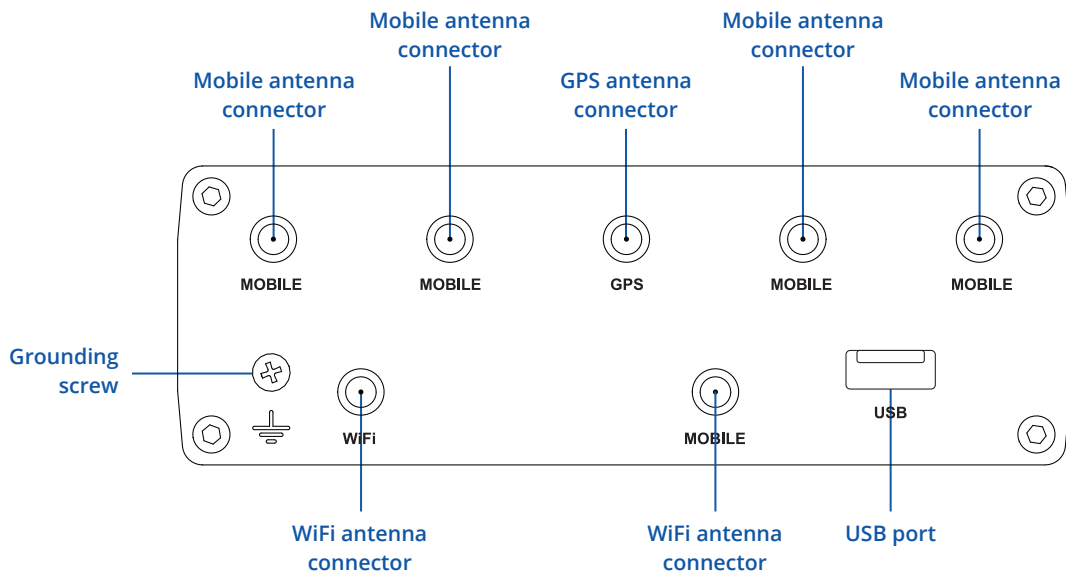 Mobile antenna
connector
Mobile antenna
connector
Mobile antenna
connector
GPS antenna
connector
Mobile antenna
connector
MOBILE
MOBILE
GPS
MOBILE
MOBILE
Grounding
screw
WiFi
MOBILE
USB
WiFi antenna
connector
WiFi antenna
connector
USB port